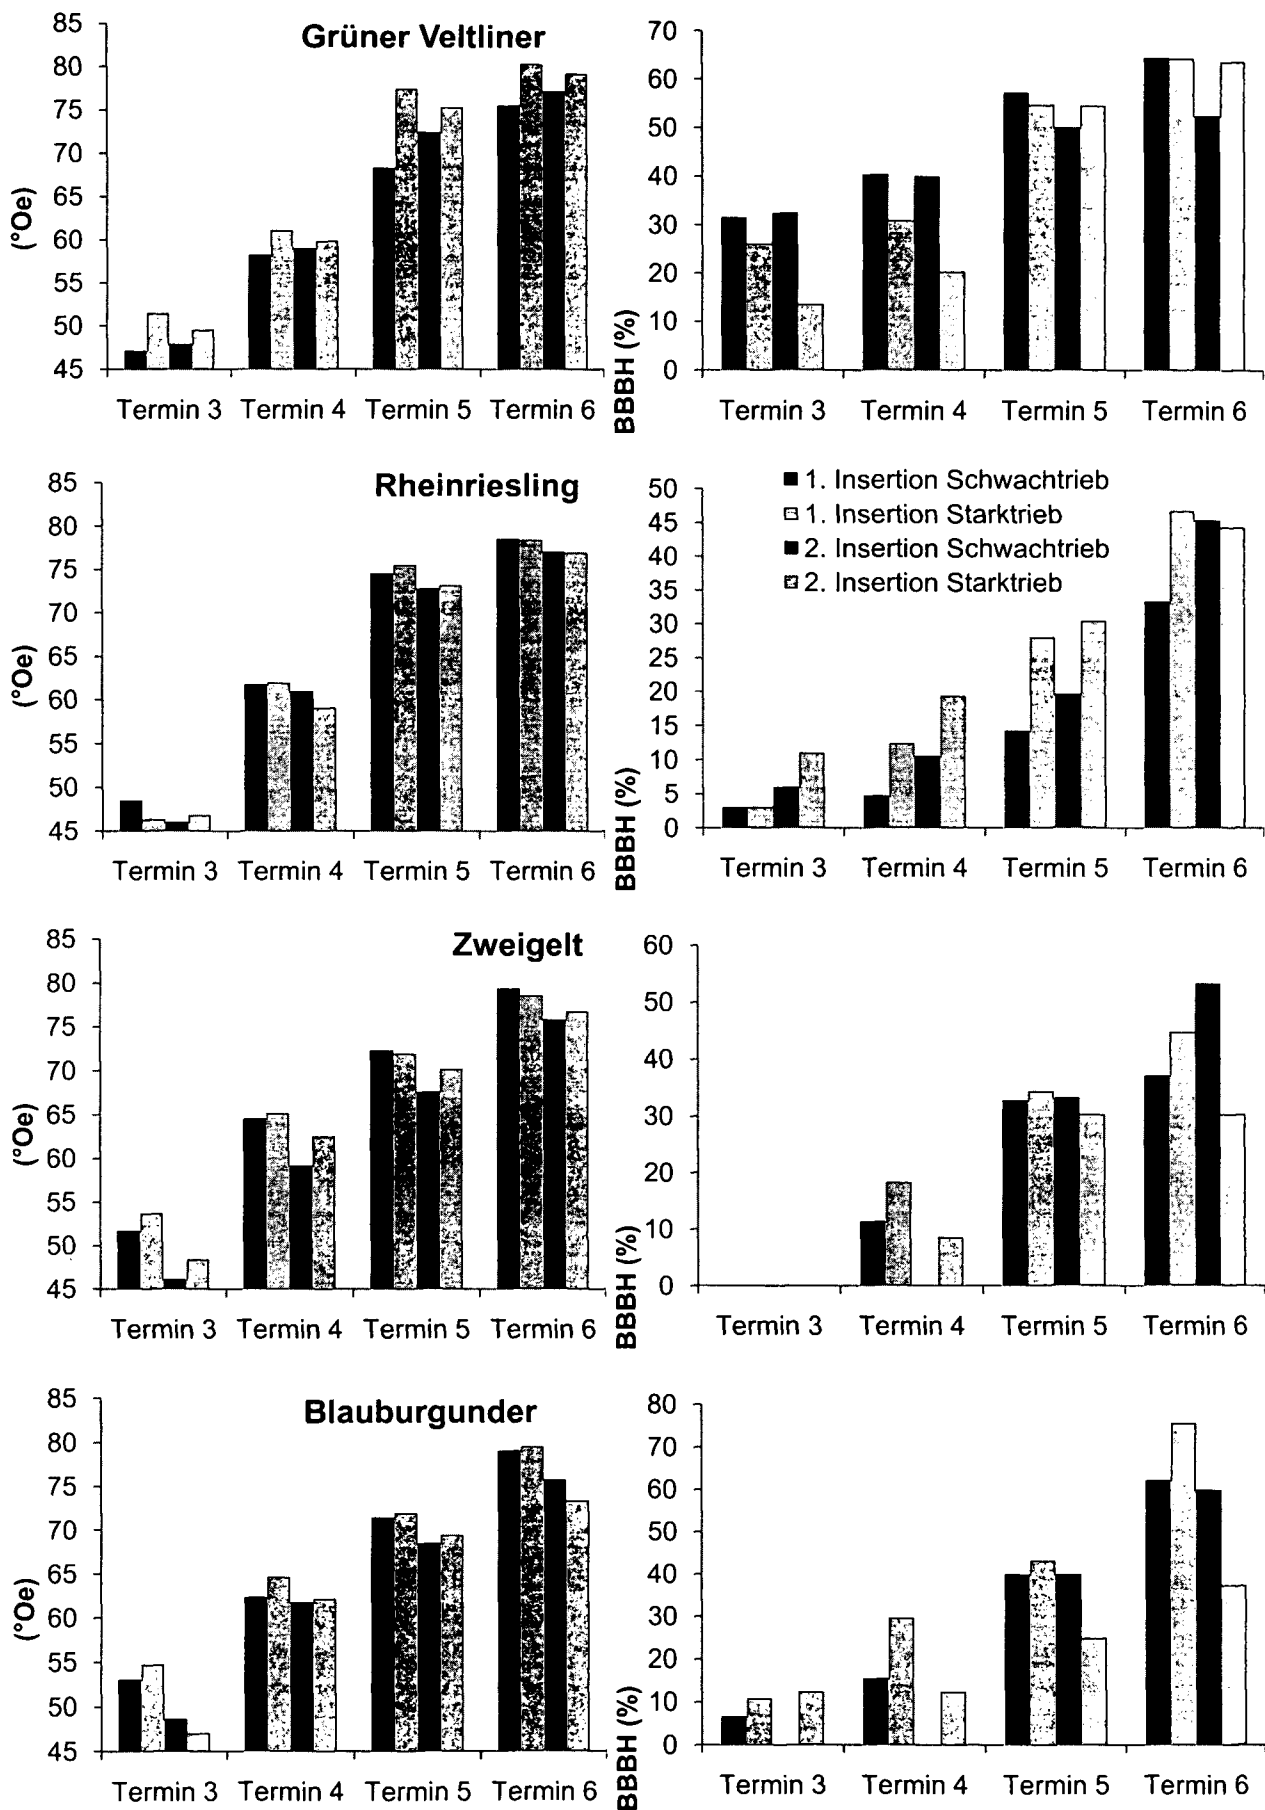 Grüner Veltliner
(°Oe)
85
80
75
70
65
60
55
50
45
Termin 3 Termin 4 Termin 5 Termin 6
BBBH (%)
70
60
50
40
30
20
10
0
Termin 3 Termin 4 Termin 5 Termin 6
Rheinriesling
(°Oe)
85
80
75
70
65
60
55
50
45
Termin 3 Termin 4 Termin 5 Termin 6
1. Insertion Schwachtrieb
1. Insertion Starktrieb
2. Insertion Schwachtrieb
2. Insertion Starktrieb
BBBH (%)
50
45
40
35
30
25
20
15
10
5
0
Termin 3 Termin 4 Termin 5 Termin 6
Zweigelt
(°Oe)
85
80
75
70
65
60
55
50
45
Termin 3 Termin 4 Termin 5 Termin 6
BBBH (%)
60
50
40
30
20
10
0
Termin 3 Termin 4 Termin 5 Termin 6
Blauburgunder
(°Oe)
85
80
75
70
65
60
55
50
45
Termin 3 Termin 4 Termin 5 Termin 6
BBBH (%)
80
70
60
50
40
30
20
10
0
Termin 3 Termin 4 Termin 5 Termin 6